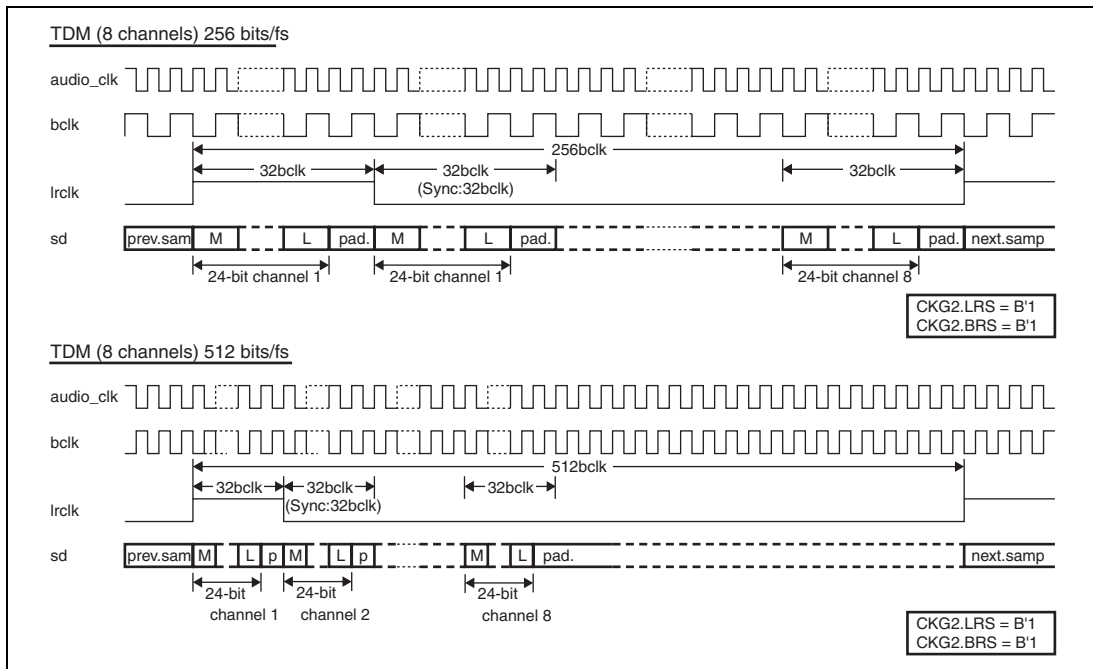 TDM (8 channels) 256 bits/fs
audio_clk
bclk
256bclk
32bclk 32bclk 32bclk
(Sync:32bclk)
lrclk
sd prev.sam M L pad. M L pad. M L pad. next.samp
24-bit channel 1 24-bit channel 1 24-bit channel 8
CKG2.LRS = B'1
CKG2.BRS = B'1
TDM (8 channels) 512 bits/fs
audio_clk
bclk
512bclk
32bclk 32bclk 32bclk
(Sync:32bclk)
lrclk
sd prev.sam M L p M L p M L pad. next.samp
24-bit 24-bit 24-bit
channel 1 channel 2 channel 8
CKG2.LRS = B'1
CKG2.BRS = B'1